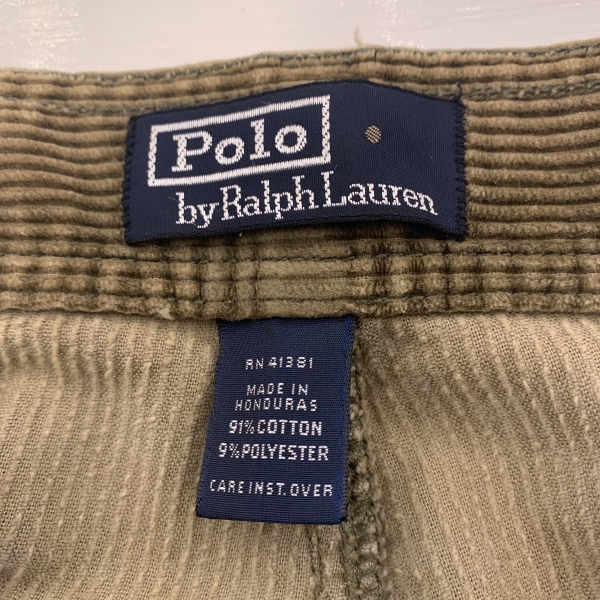 Polo
by Ralph Lauren
RN 41381
MADE IN
HONDURAS
91% COTTON
9% POLYESTER
CARE INST. OVER